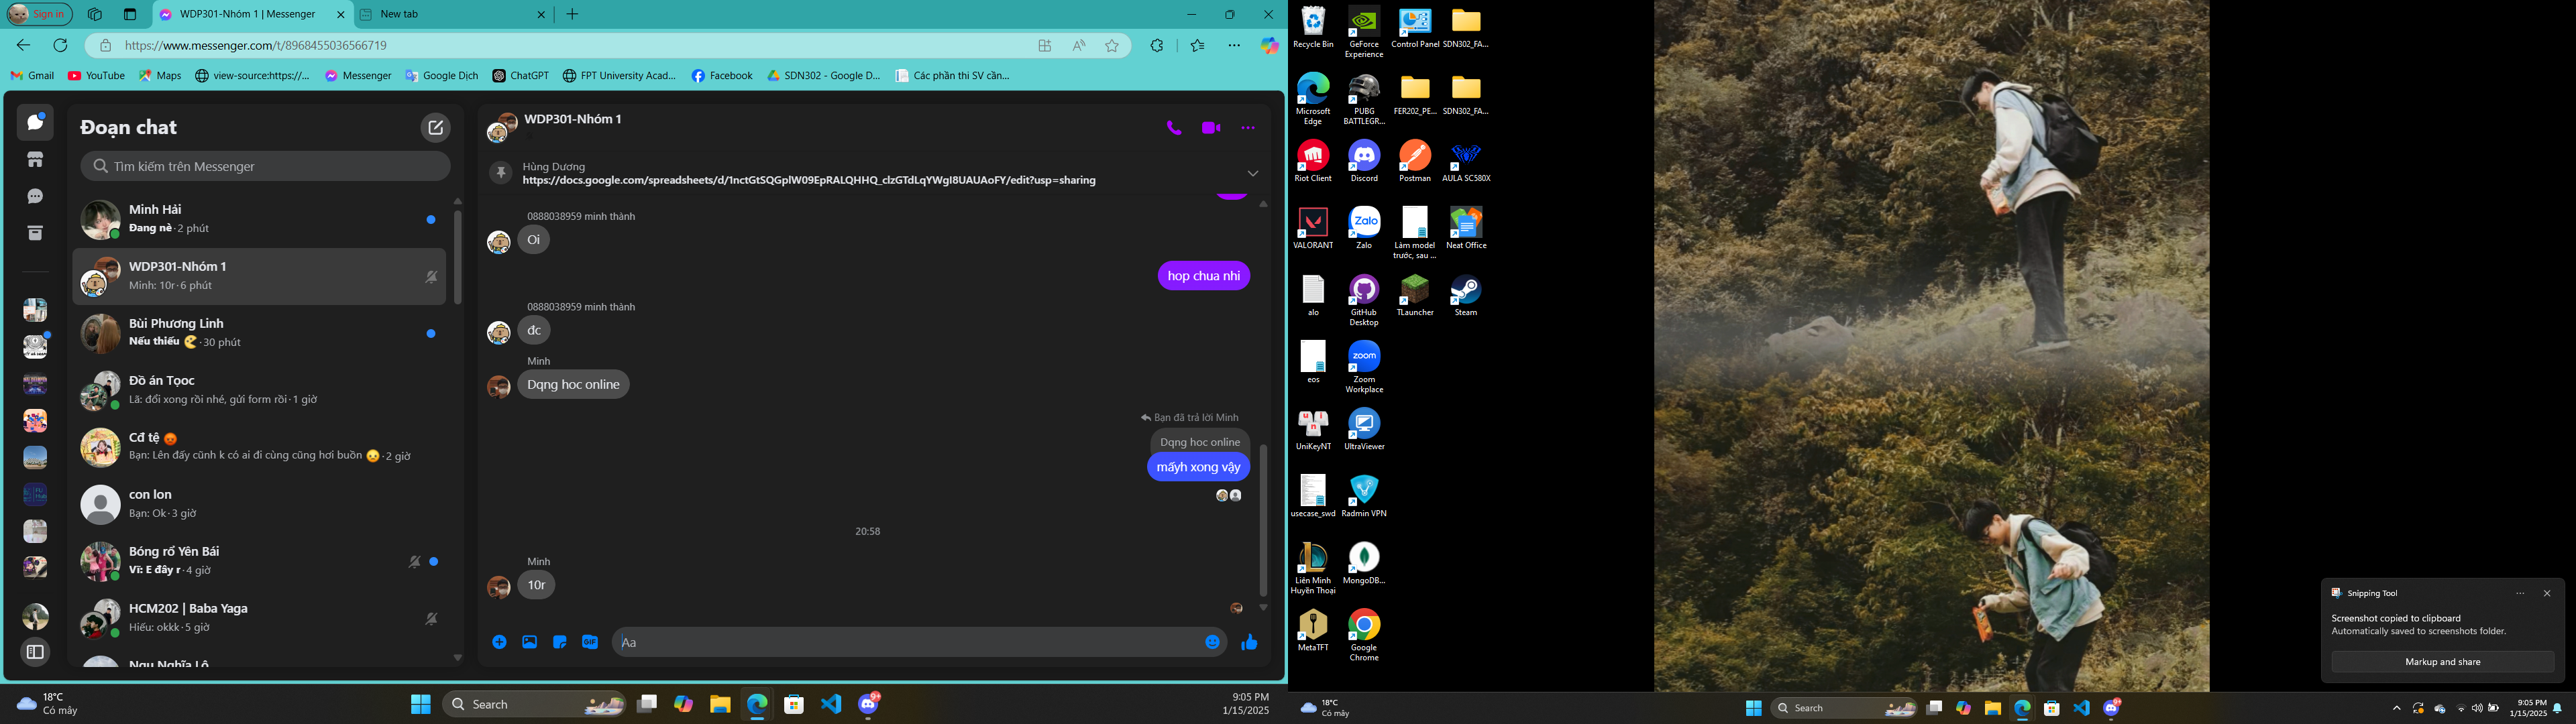 Sign in
WDP301-Nhóm 1 | Messenger
New tab
https://www.messenger.com/t/8968455036566719
Gmail
YouTube
Maps
view-source:https://...
Messenger
Google Dịch
ChatGPT
FPT University Acad...
Facebook
SDN302 - Google D...
Các phần thi SV cần...
Đoạn chat
Tìm kiếm trên Messenger
Minh Hải
Đang nè · 2 phút
WDP301-Nhóm 1
Minh: 10r · 6 phút
Bùi Phương Linh
Nếu thiếu · 30 phút
Đồ án Tọoc
Lã: đổi xong rồi nhé, gửi form rồi · 1 giờ
Cđ tệ
Bạn: Lên đấy cũnh k có ai đi cùng cũng hơi buồn · 2 giờ
con lon
Bạn: Ok · 3 giờ
Bóng rổ Yên Bái
Vĩ: E đây r · 4 giờ
HCM202 | Baba Yaga
Hiếu: okkk · 5 giờ
Ngu Nghĩa Lộ
WDP301-Nhóm 1
Hùng Dương
https://docs.google.com/spreadsheets/d/1nctGtSQGplW09EpRALQHHQ_clzGTdLqYWgI8UAUAoFY/edit?usp=sharing
0888038959 minh thành
Oi
hop chua nhi
0888038959 minh thành
đc
Minh
Dqng hoc online
Bạn đã trả lời Minh
Dqng hoc online
mấyh xong vậy
20:58
Minh
10r
Aa
GIF
18°C
Có mây
Search
9+
9:05 PM
1/15/2025
Recycle Bin
GeForce Experience
Control Panel
SDN302_FA...
Microsoft Edge
PUBG BATTLEGR...
FER202_PE...
SDN302_FA...
Riot Client
Discord
Postman
AULA SC580X
VALORANT
Zalo
Làm model trước, sau ...
Neat Office
alo
GitHub Desktop
TLauncher
Steam
eos
Zoom Workplace
UniKeyNT
UltraViewer
usecase_swd
Radmin VPN
Liên Minh Huyền Thoại
MongoDB...
MetaTFT
Google Chrome
Snipping Tool
Screenshot copied to clipboard
Automatically saved to screenshots folder.
Markup and share
18°C
Có mây
Search
9+
9:05 PM
1/15/2025